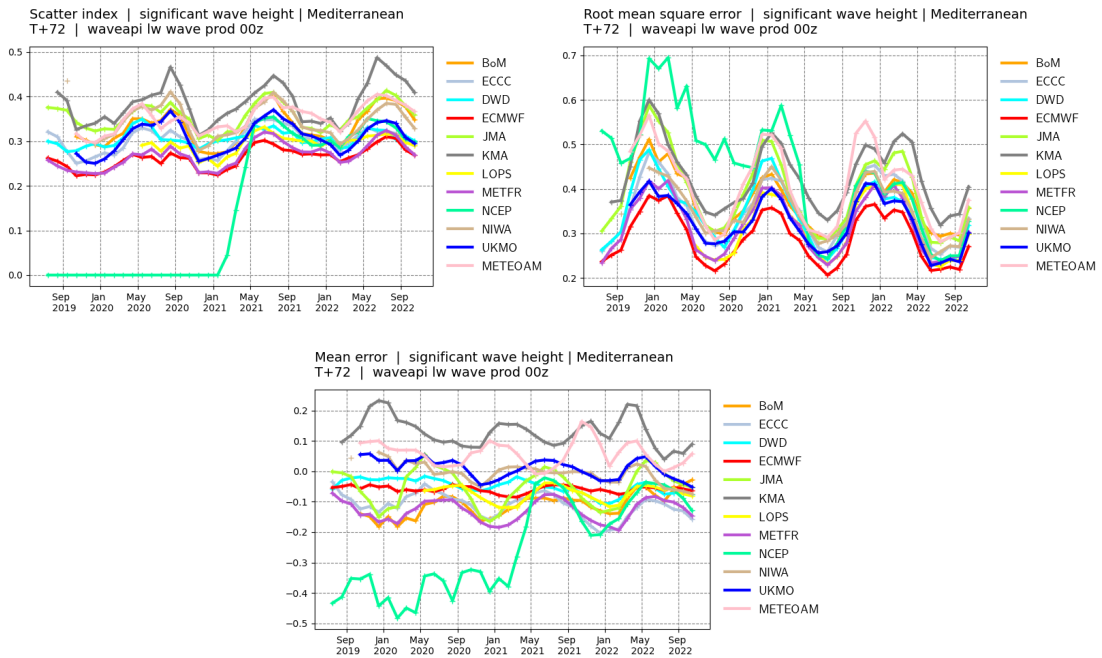 Scatter index  |  significant wave height | Mediterranean
T+72  |  waveapi lw wave prod 00z
0.5
0.4
0.3
0.2
0.1
0.0
Sep 2019
Jan 2020
May 2020
Sep 2020
Jan 2021
May 2021
Sep 2021
Jan 2022
May 2022
Sep 2022
BoM
ECCC
DWD
ECMWF
JMA
KMA
LOPS
METFR
NCEP
NIWA
UKMO
METEOAM
Root mean square error  |  significant wave height | Mediterranean
T+72  |  waveapi lw wave prod 00z
0.7
0.6
0.5
0.4
0.3
0.2
Sep 2019
Jan 2020
May 2020
Sep 2020
Jan 2021
May 2021
Sep 2021
Jan 2022
May 2022
Sep 2022
BoM
ECCC
DWD
ECMWF
JMA
KMA
LOPS
METFR
NCEP
NIWA
UKMO
METEOAM
Mean error  |  significant wave height | Mediterranean
T+72  |  waveapi lw wave prod 00z
0.2
0.1
0.0
−0.1
−0.2
−0.3
−0.4
−0.5
Sep 2019
Jan 2020
May 2020
Sep 2020
Jan 2021
May 2021
Sep 2021
Jan 2022
May 2022
Sep 2022
BoM
ECCC
DWD
ECMWF
JMA
KMA
LOPS
METFR
NCEP
NIWA
UKMO
METEOAM